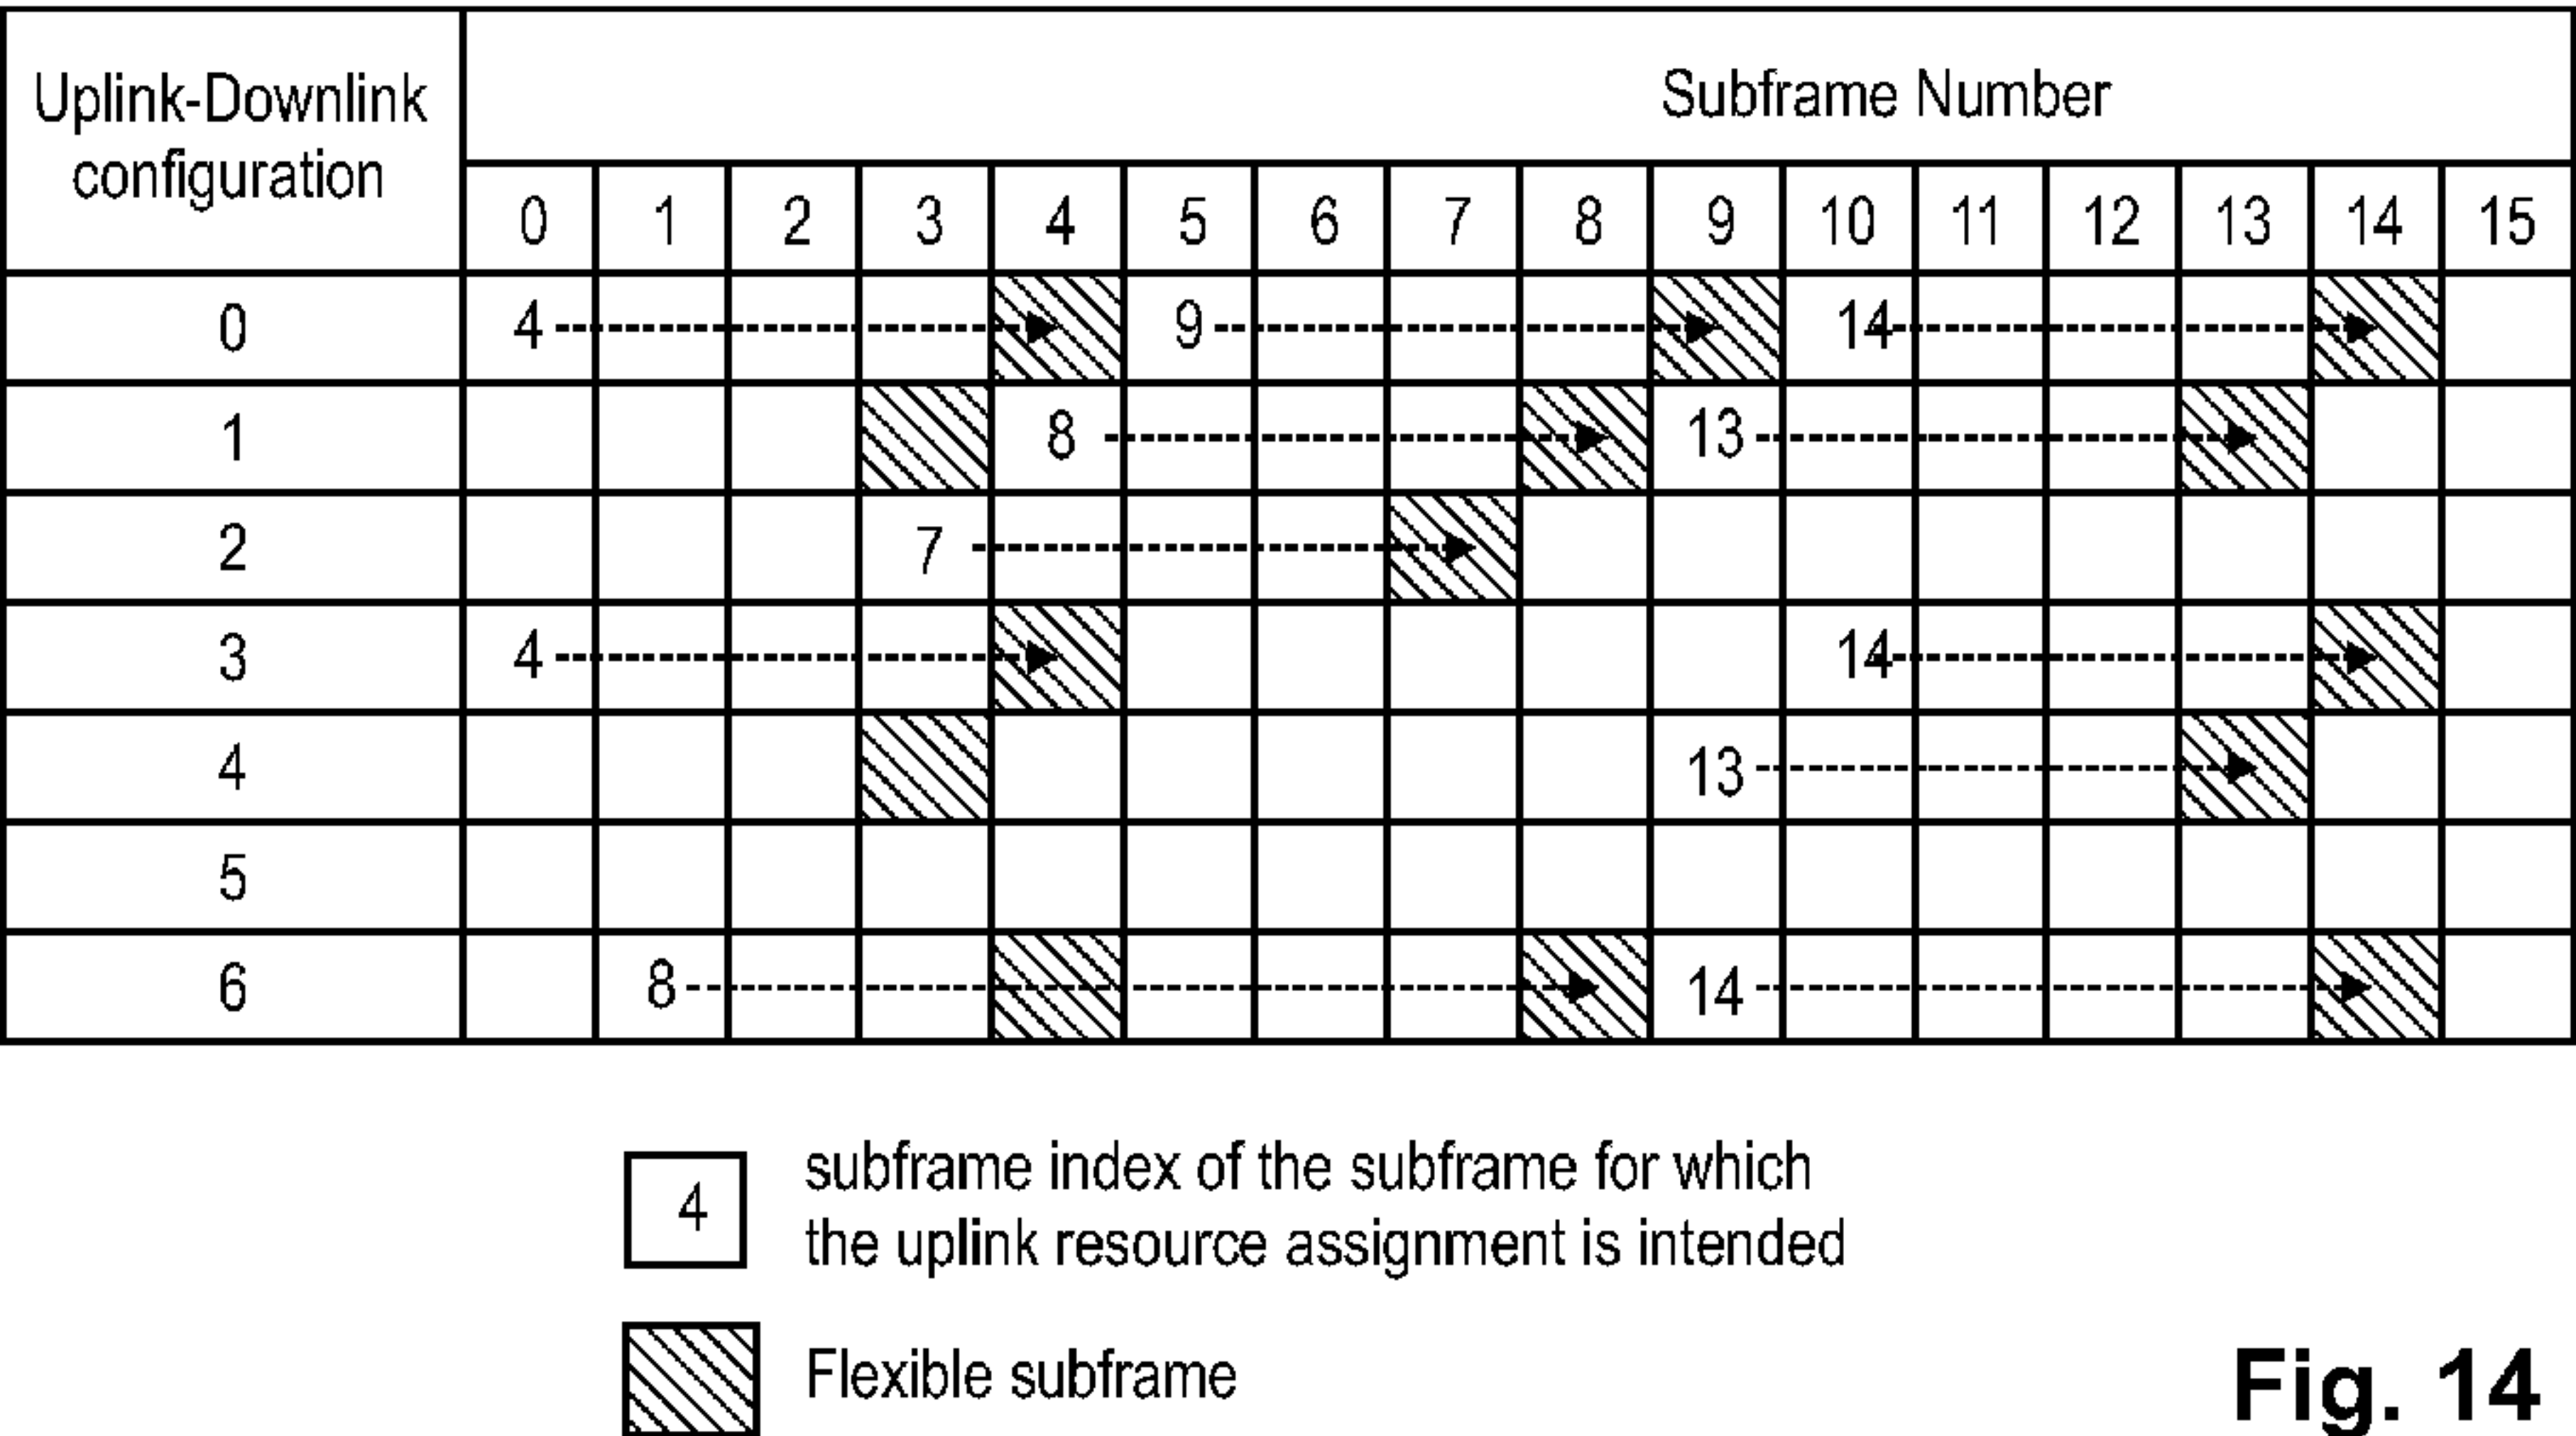 Uplink-Downlink
configuration
Subframe Number
0 1 2 3 4 5 6 7 8 9 10 11 12 13 14 15
0 4 9 14
1 8 13
2 7
3 4 14
4 13
5
6 8 14
4 subframe index of the subframe for which
the uplink resource assignment is intended
Flexible subframe
Fig. 14